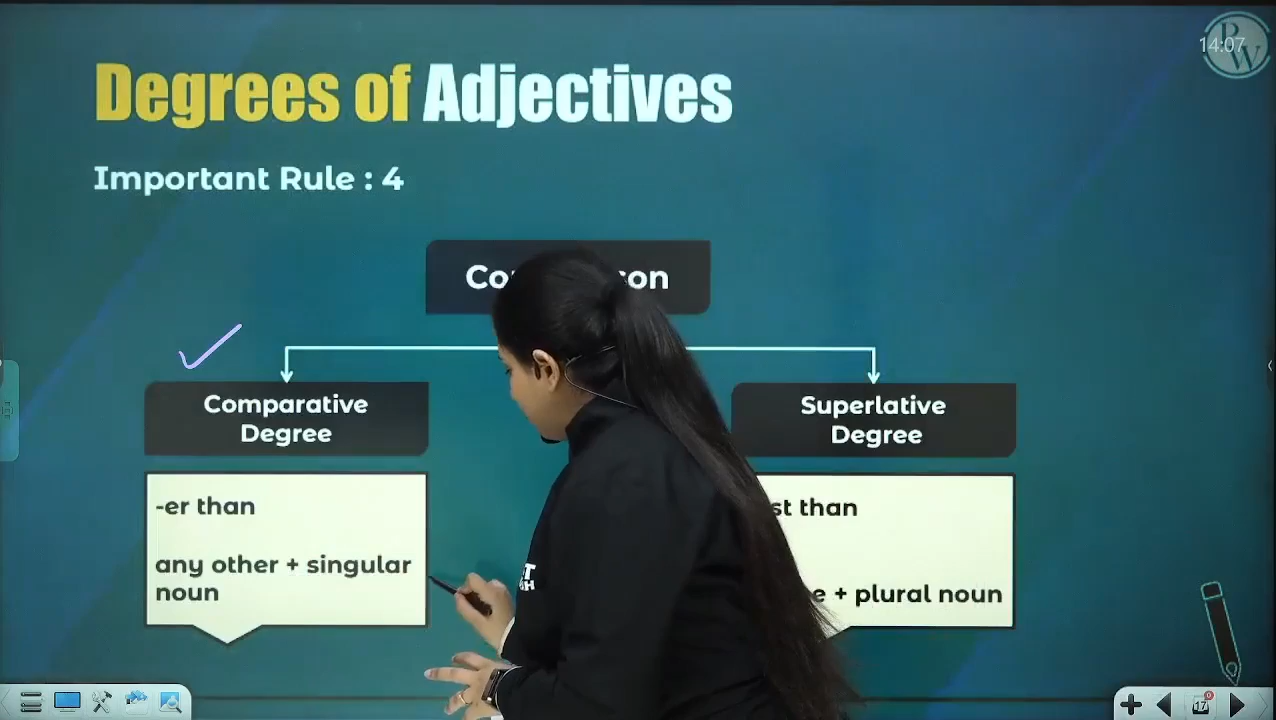 14:07
Degrees of Adjectives
Important Rule : 4
Comparative
Degree
Superlative
Degree
-er than
any other + singular
noun
than
+ plural noun
17